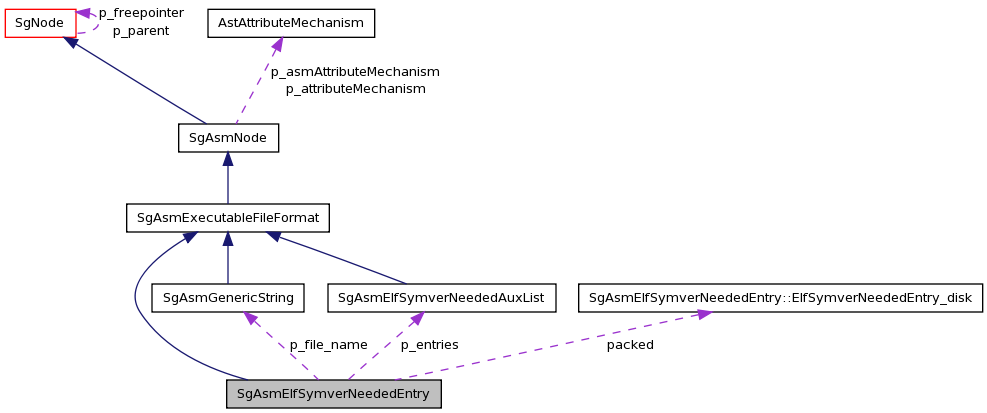 p_freepointer
SgNode
AstAttributeMechanism
p_parent
p_asmAttributeMechanism
p_attributeMechanism
SgAsmNode
SgAsmExecutableFileFormat
SgAsmGenericString
SgAsmElfSymverNeededAuxList
SgAsmElfSymverNeededEntry::ElfSymverNeededEntry_disk
p_file_name
p_entries
packed
SgAsmElfSymverNeededEntry